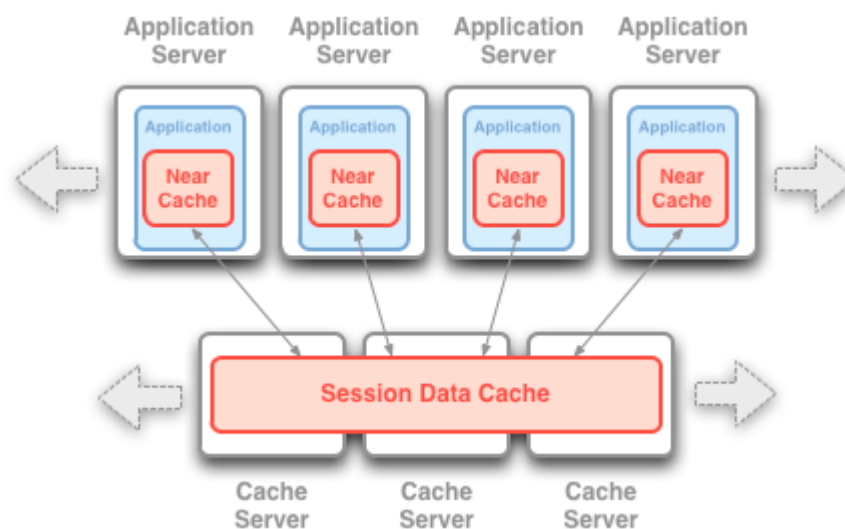 Application Application Application Application
Server Server Server Server
Application Application Application Application
Near Near Near Near
Cache Cache Cache Cache
Session Data Cache
Cache Cache Cache
Server Server Server